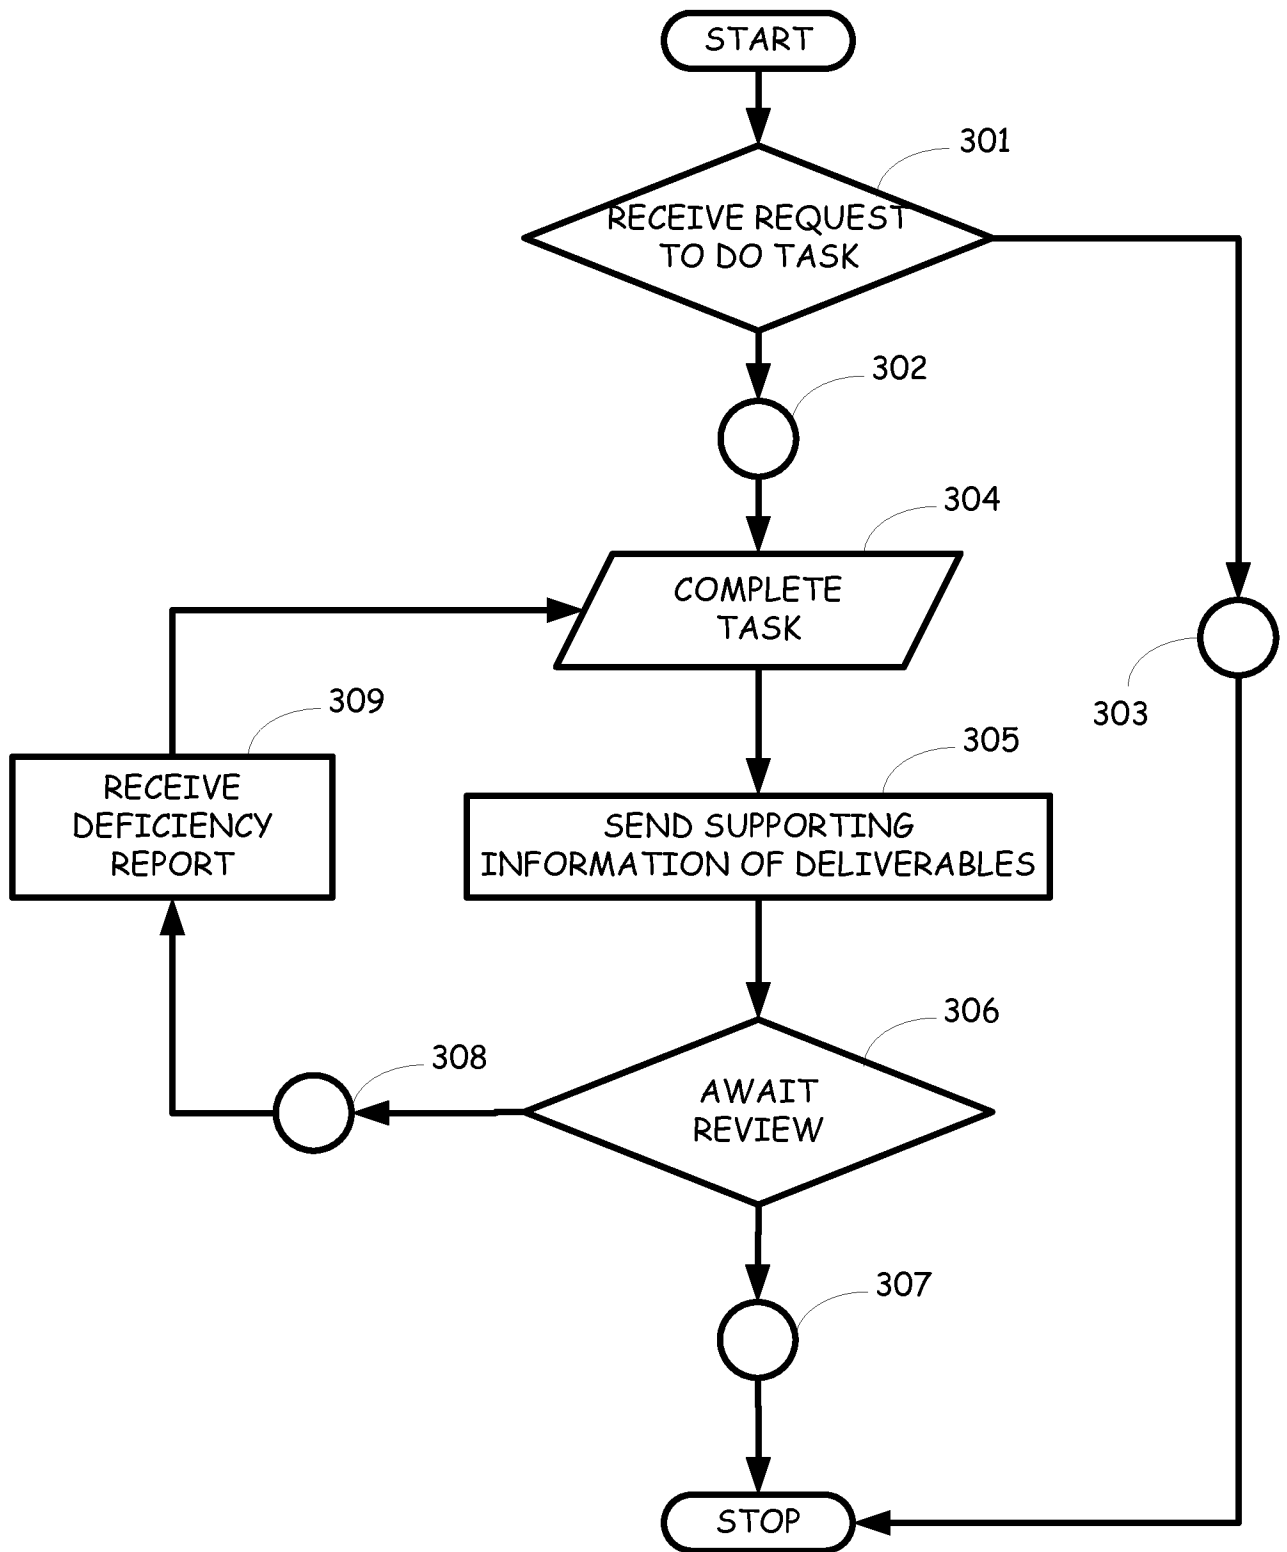 START
301
RECEIVE REQUEST
TO DO TASK
302
304
COMPLETE
TASK
303
309
RECEIVE
DEFICIENCY
REPORT
305
SEND SUPPORTING
INFORMATION OF DELIVERABLES
306
AWAIT
REVIEW
308
307
STOP